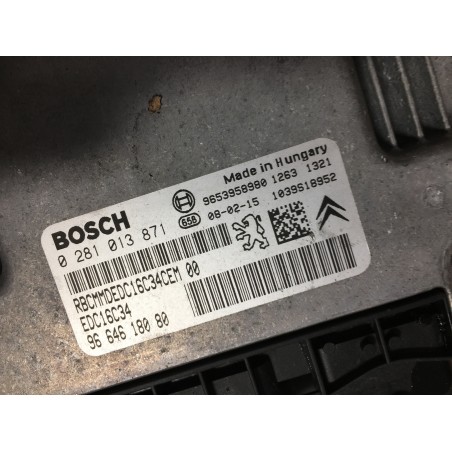 Made in Hungary
BOSCH
9653958980 1263 1321
0 281 013 871
658 08-02-15 1039S18952
RBCMMDEDC16C34CEM 00
EDC16C34
96 646 180 80